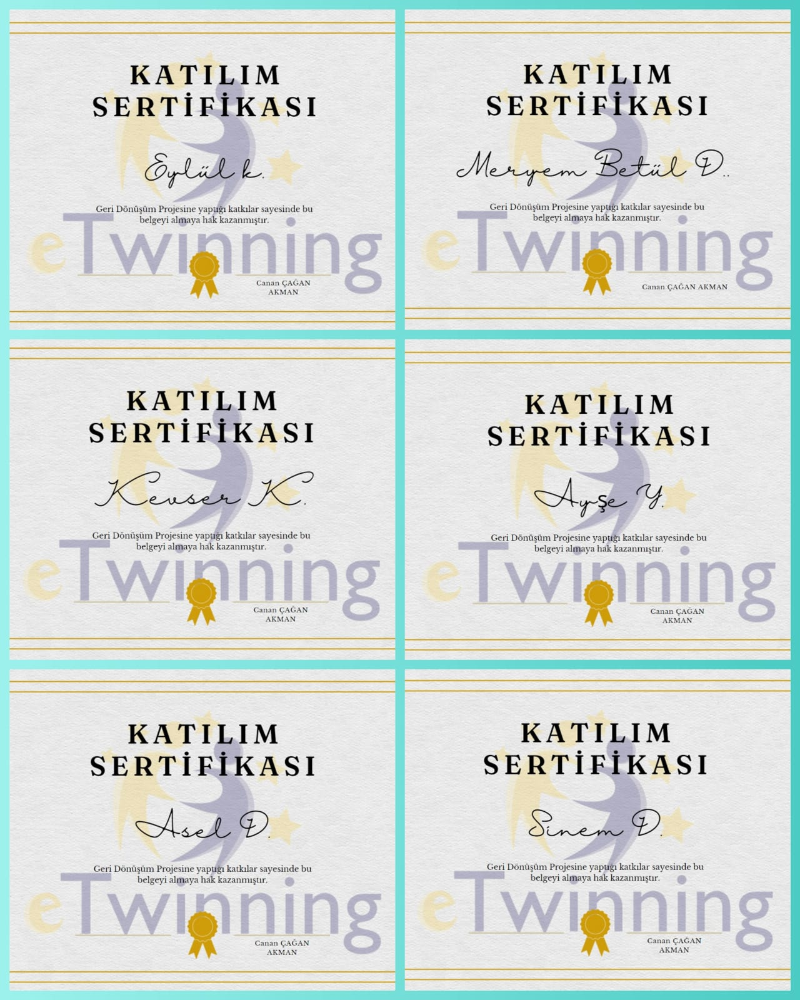 KATILIM
SERTİFİKASI
Eylül k.
Geri Dönüşüm Projesine yaptığı katkılar sayesinde bu
belgeyi almaya hak kazanmıştır.
eTwinning
Canan ÇAĞAN
AKMAN
KATILIM
SERTİFİKASI
Meryem Betül D..
Geri Dönüşüm Projesine yaptığı katkılar sayesinde bu
belgeyi almaya hak kazanmıştır.
eTwinning
Canan ÇAĞAN AKMAN
KATILIM
SERTİFİKASI
Kevser K.
Geri Dönüşüm Projesine yaptığı katkılar sayesinde bu
belgeyi almaya hak kazanmıştır.
eTwinning
Canan ÇAĞAN
AKMAN
KATILIM
SERTİFİKASI
Ayşe Y.
Geri Dönüşüm Projesine yaptığı katkılar sayesinde bu
belgeyi almaya hak kazanmıştır.
eTwinning
Canan ÇAĞAN
AKMAN
KATILIM
SERTİFİKASI
Asel D.
Geri Dönüşüm Projesine yaptığı katkılar sayesinde bu
belgeyi almaya hak kazanmıştır.
eTwinning
Canan ÇAĞAN
AKMAN
KATILIM
SERTİFİKASI
Sinem D.
Geri Dönüşüm Projesine yaptığı katkılar sayesinde bu
belgeyi almaya hak kazanmıştır.
eTwinning
Canan ÇAĞAN
AKMAN